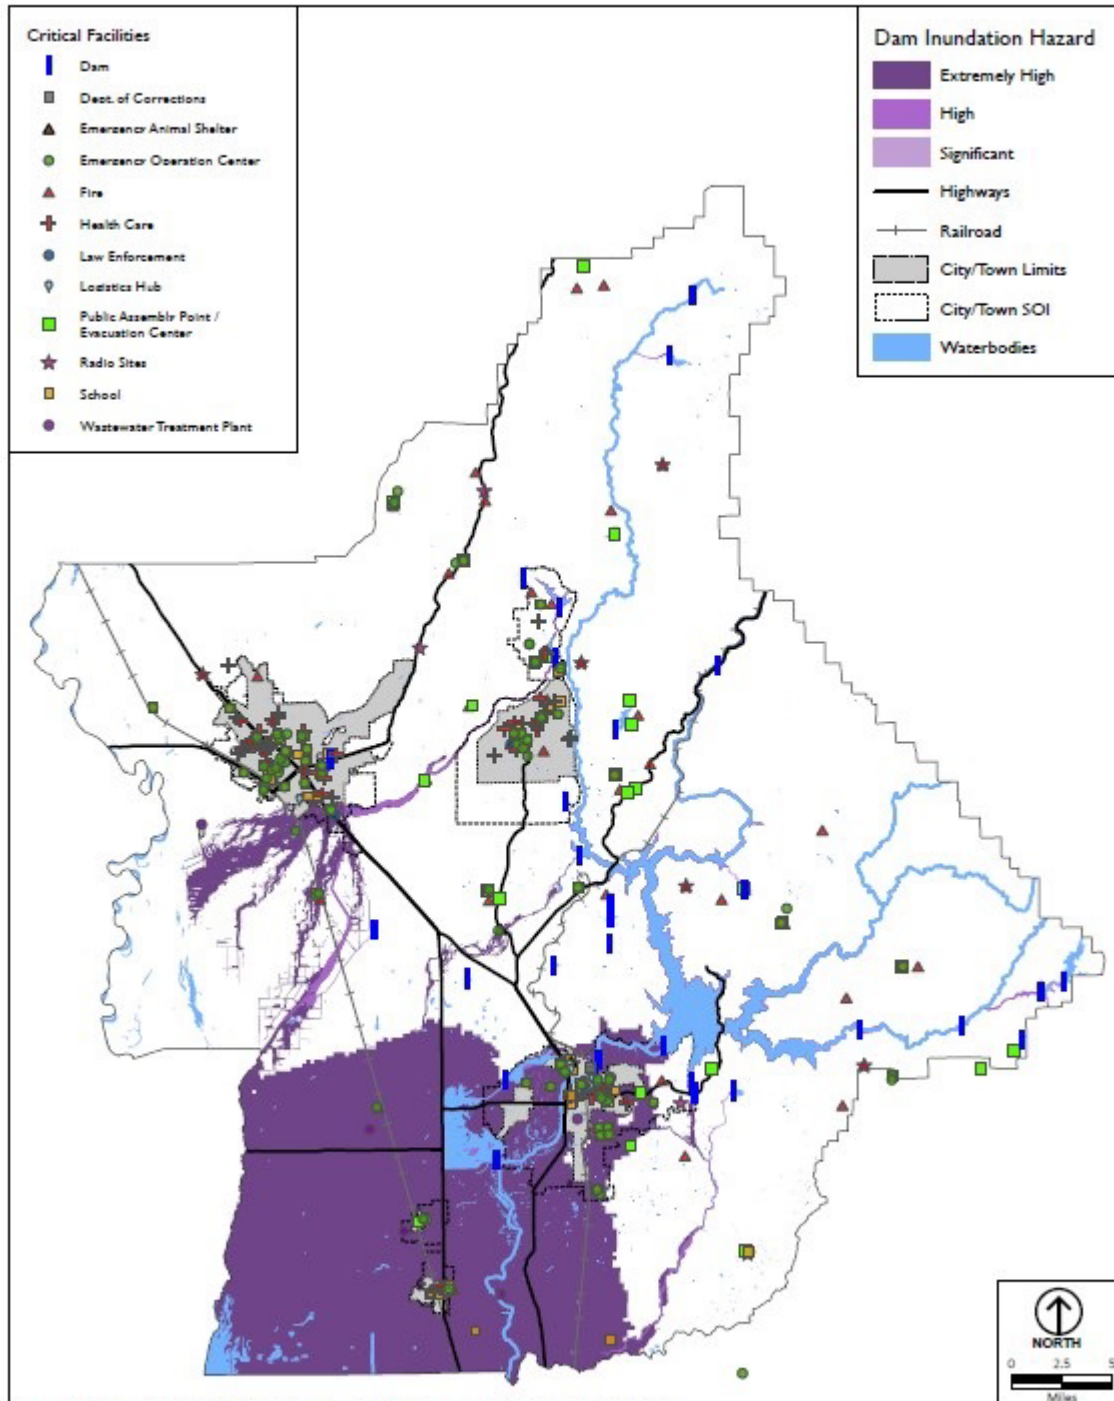 Critical Facilities
Dam
Dept. of Corrections
Emergency Animal Shelter
Emergency Operation Center
Fire
Health Care
Law Enforcement
Logistics Hub
Public Assembly Point /
Evacuation Center
Radio Sites
School
Wastewater Treatment Plant
Dam Inundation Hazard
Extremely High
High
Significant
Highways
Railroad
City/Town Limits
City/Town SOI
Waterbodies
NORTH
0 2.5 5
Miles